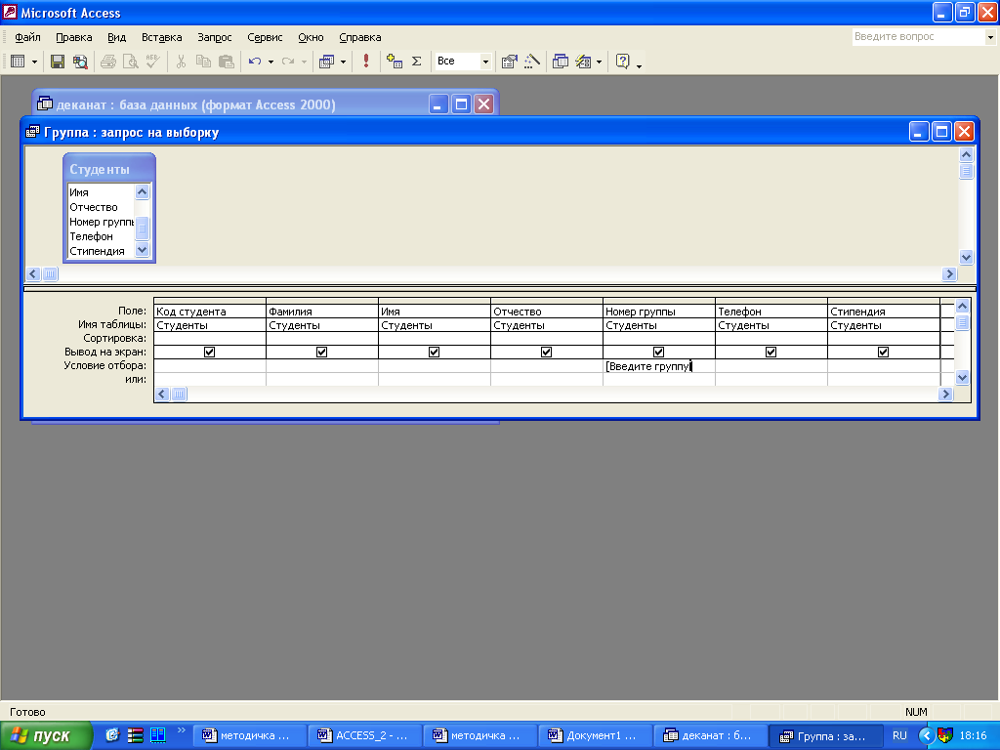 Microsoft Access
Файл Правка Вид Вставка Запрос Сервис Окно Справка
Введите вопрос
Все
деканат : база данных (формат Access 2000)
Группа : запрос на выборку
Студенты
Имя
Отчество
Номер группы
Телефон
Стипендия
Поле: Код студента Фамилия Имя Отчество Номер группы Телефон Стипендия
Имя таблицы: Студенты Студенты Студенты Студенты Студенты Студенты Студенты
Сортировка:
Вывод на экран:
Условие отбора: [Введите группу]
или:
Готово
NUM
пуск
методичка ... ACCESS_2 - ... методичка ... Документ1 ... деканат : б... Группа : за... RU 18:16